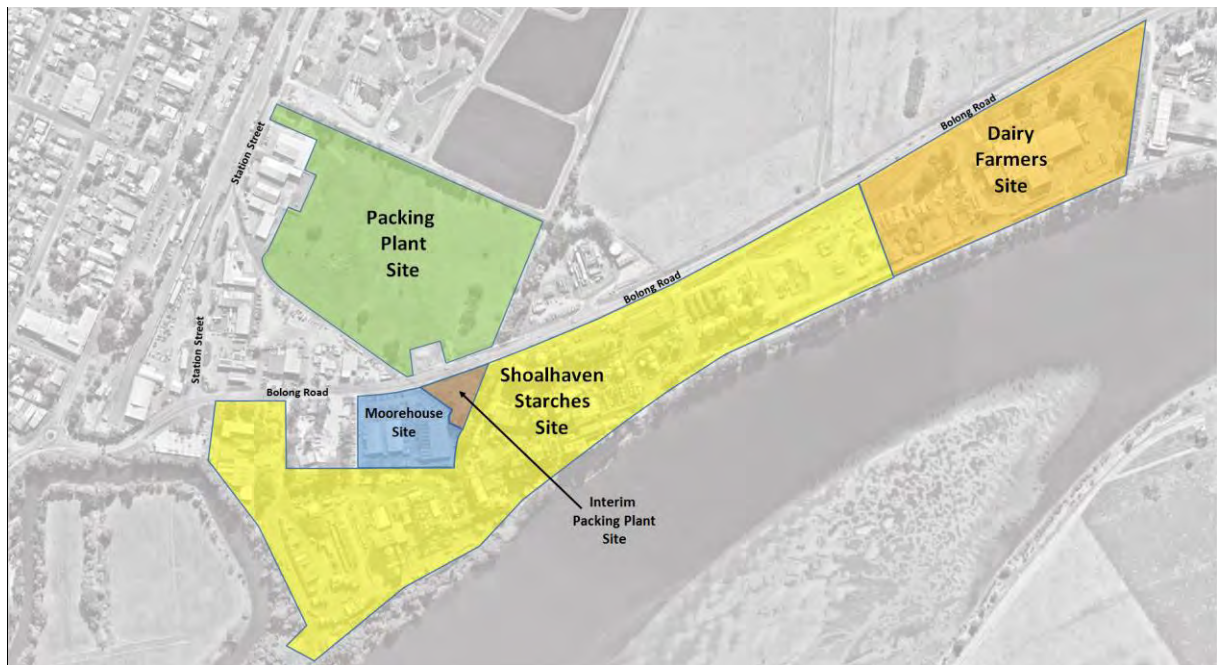 Bolong Road
Dairy
Farmers
Site
Station Street
Packing
Plant
Site
Bolong Road
Station Street
Shoalhaven
Starches
Site
Bolong Road
Moorehouse
Site
Interim
Packing Plant
Site